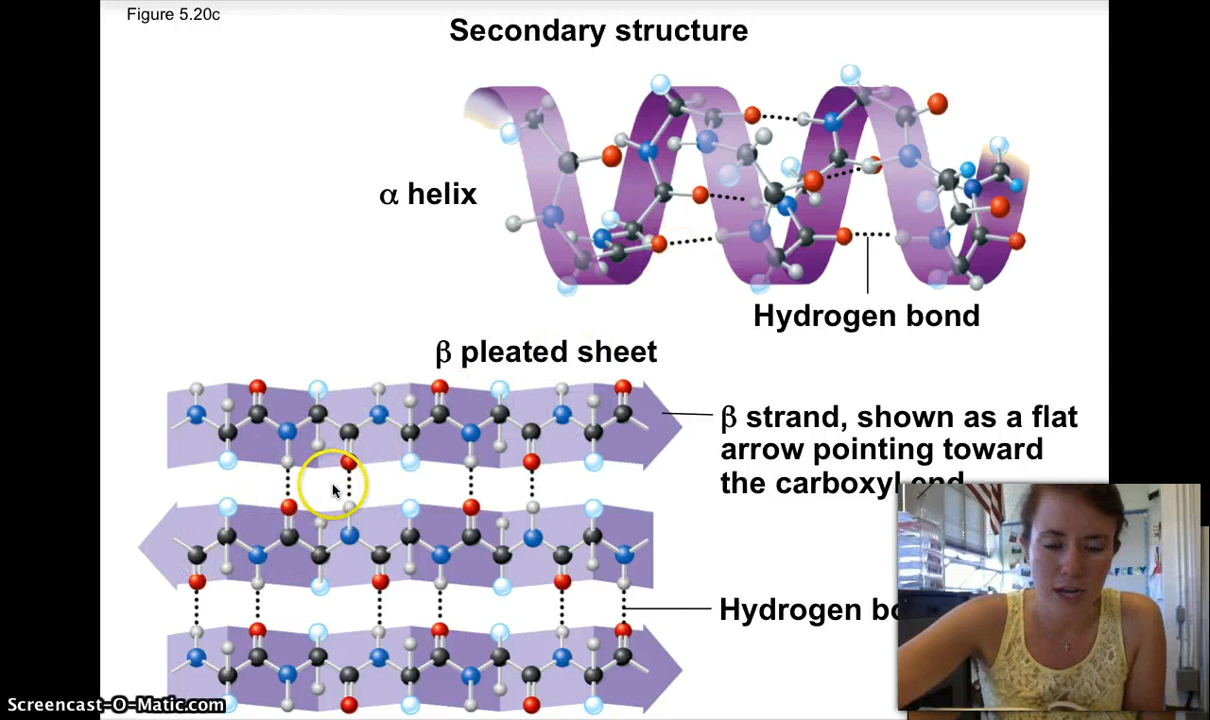 Figure 5.20c
Secondary structure
α helix
Hydrogen bond
β pleated sheet
β strand, shown as a flat
arrow pointing toward
the carboxyl end
Hydrogen
Screencast-O-Matic.com